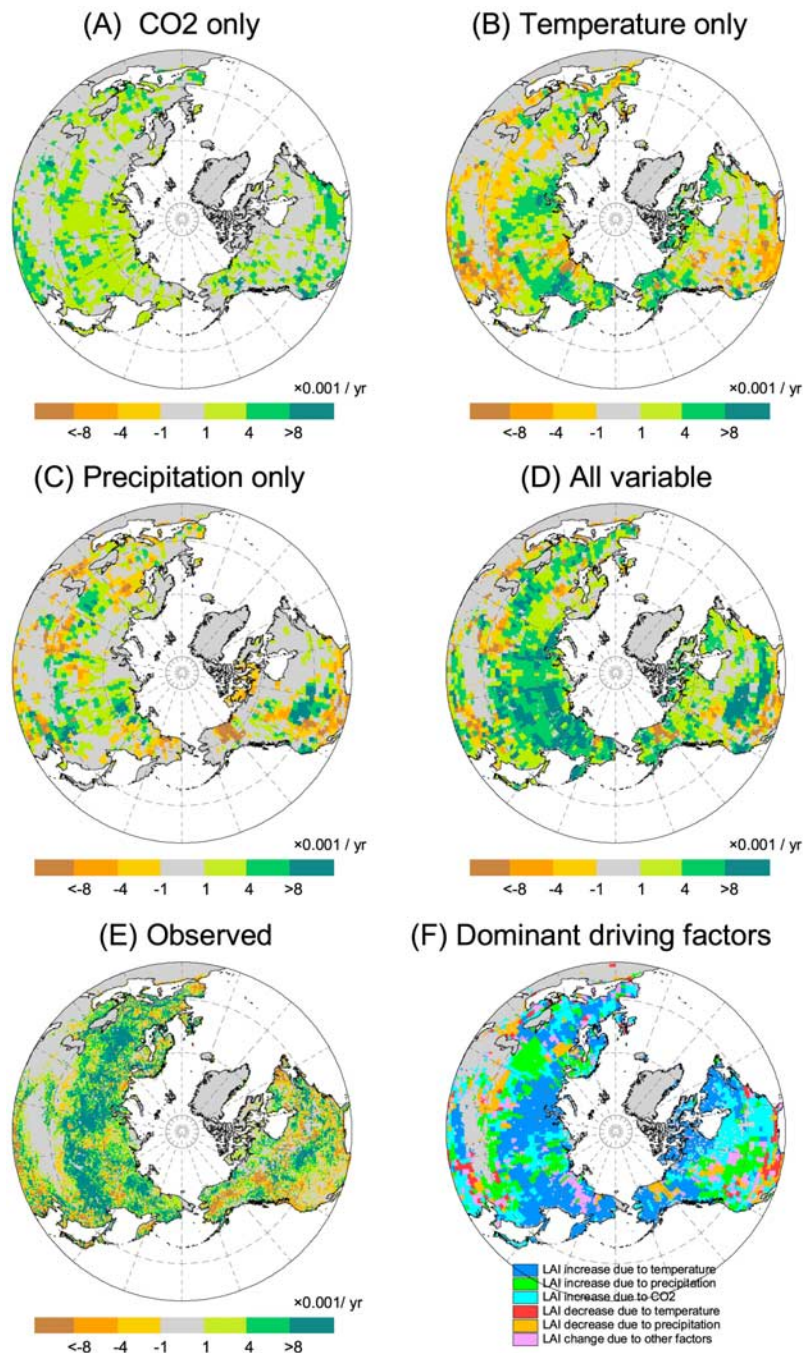 (A) CO2 only
(B) Temperature only
×0.001 / yr
<-8 -4 -1 1 4 >8
×0.001 / yr
<-8 -4 -1 1 4 >8
(C) Precipitation only
(D) All variable
×0.001 / yr
<-8 -4 -1 1 4 >8
×0.001 / yr
<-8 -4 -1 1 4 >8
(E) Observed
(F) Dominant driving factors
×0.001/ yr
<-8 -4 -1 1 4 >8
LAI increase due to temperature
LAI increase due to precipitation
LAI increase due to CO2
LAI decrease due to temperature
LAI decrease due to precipitation
LAI change due to other factors